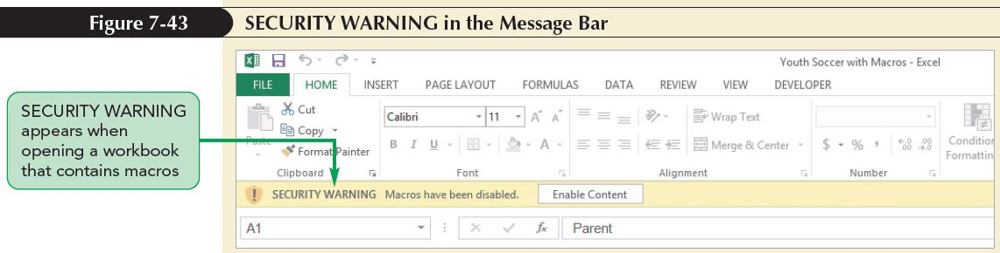 Figure 7-43
SECURITY WARNING in the Message Bar
Youth Soccer with Macros - Excel
FILE HOME INSERT PAGE LAYOUT FORMULAS DATA REVIEW VIEW DEVELOPER
SECURITY WARNING
appears when
opening a workbook
that contains macros
Cut
Copy
Paste
Format Painter
Clipboard
Calibri 11
B I U A
Font
Wrap Text
Merge & Center
Alignment
$ % , .00 .0
Number
Condition
Formattin
SECURITY WARNING Macros have been disabled. Enable Content
A1 fx Parent